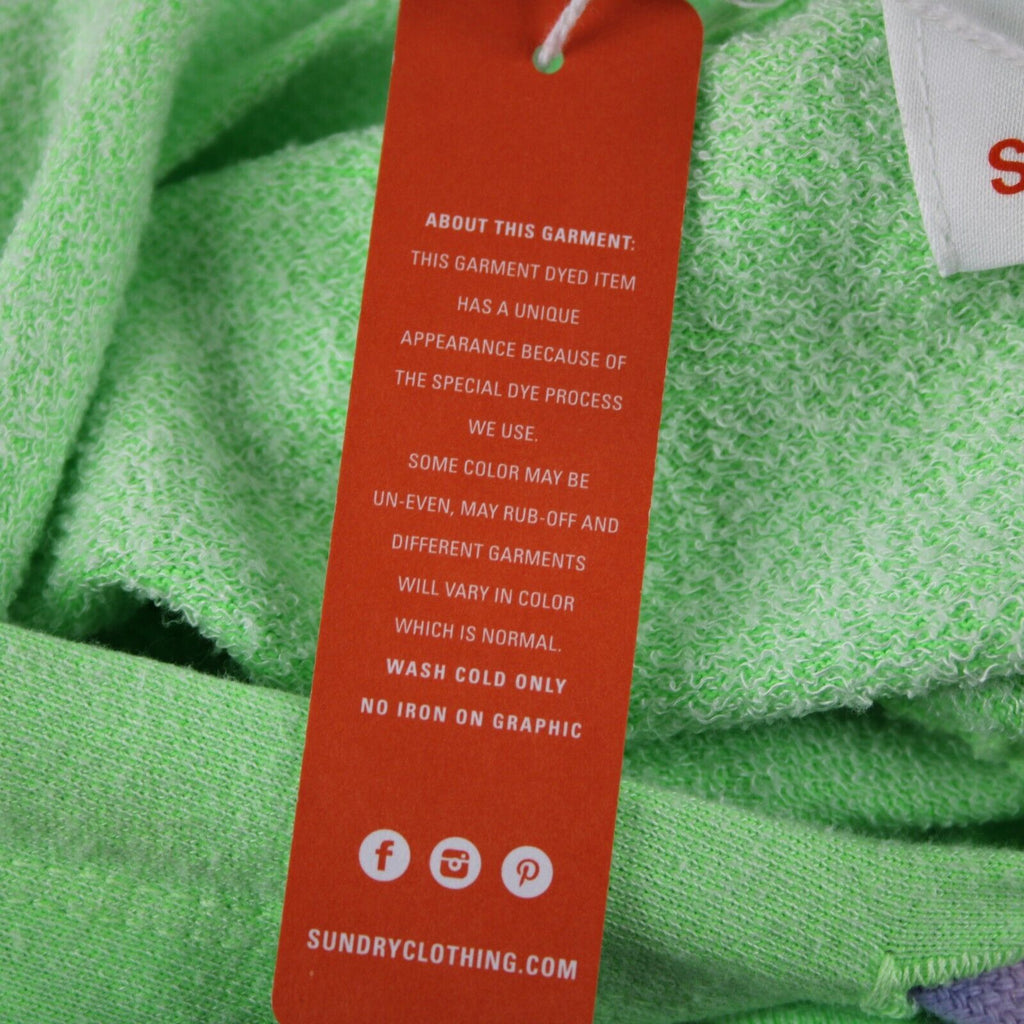 ABOUT THIS GARMENT:
THIS GARMENT DYED ITEM
HAS A UNIQUE
APPEARANCE BECAUSE OF
THE SPECIAL DYE PROCESS
WE USE.
SOME COLOR MAY BE
UN-EVEN, MAY RUB-OFF AND
DIFFERENT GARMENTS
WILL VARY IN COLOR
WHICH IS NORMAL.
WASH COLD ONLY
NO IRON ON GRAPHIC
SUNDRYCLOTHING.COM
S